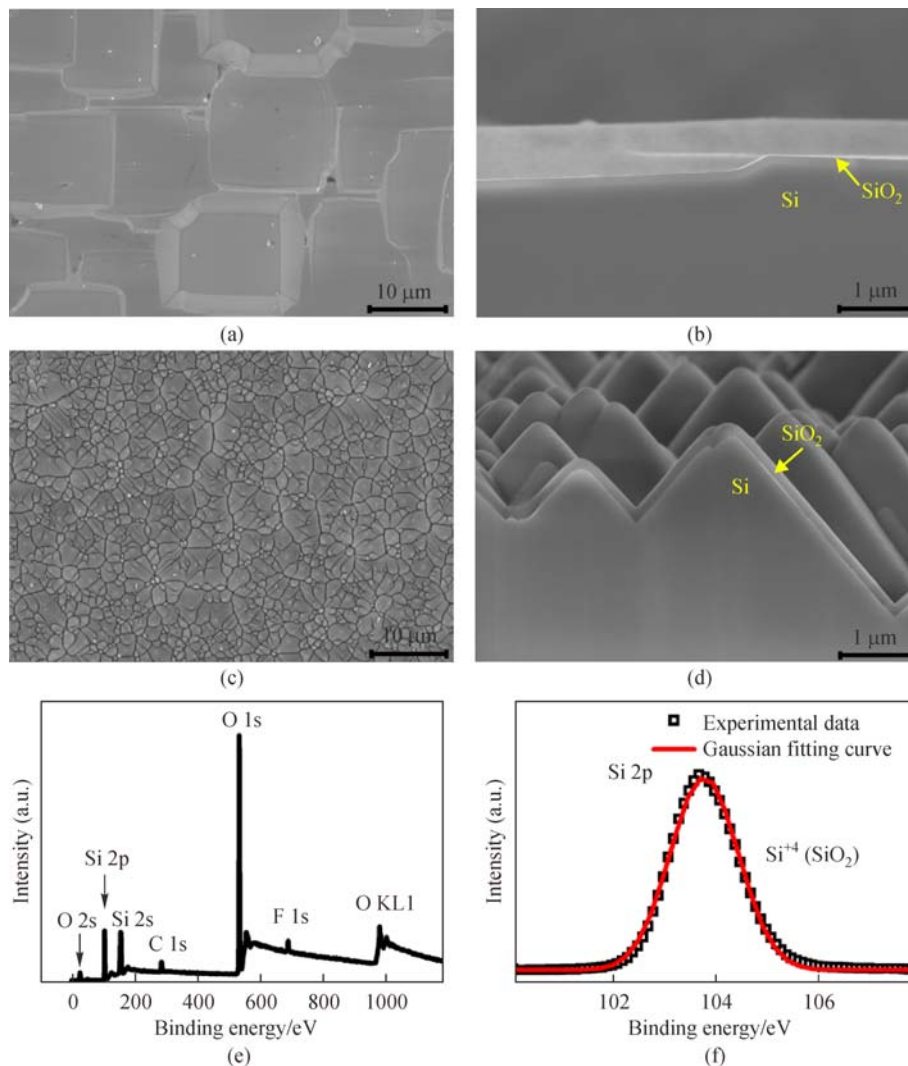 10 μm
(a)
SiO₂
Si
1 μm
(b)
10 μm
(c)
SiO₂
Si
1 μm
(d)
O 1s
Si 2p
O 2s
Si 2s
C 1s
F 1s
O KL1
Intensity (a.u.)
0 200 400 600 800 1000
Binding energy/eV
(e)
Experimental data
Gaussian fitting curve
Si 2p
Si⁺⁴ (SiO₂)
Intensity (a.u.)
102 104 106
Binding energy/eV
(f)